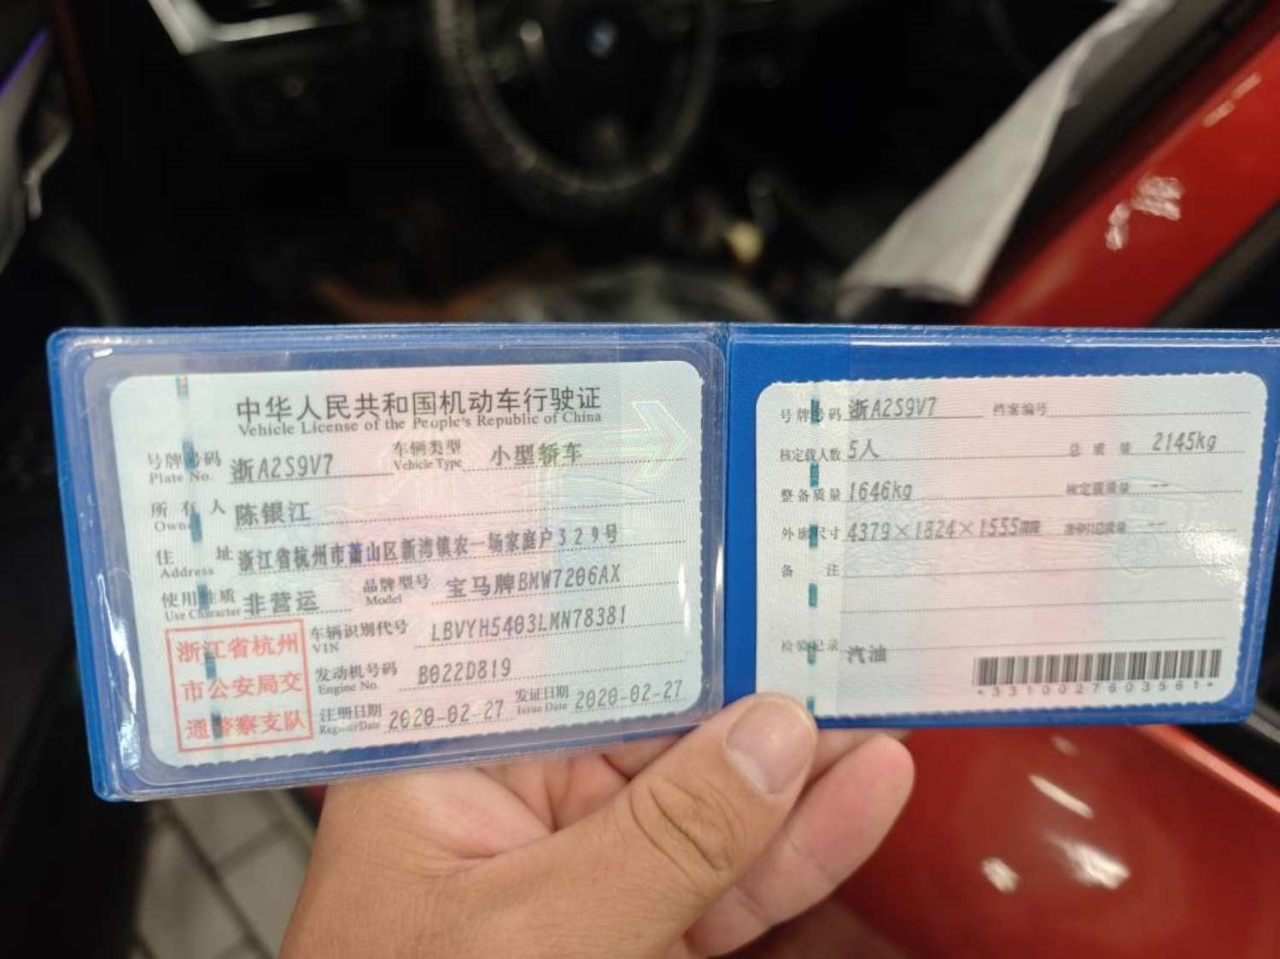 中华人民共和国机动车行驶证
Vehicle License of the People's Republic of China
号牌号码 浙A2S9V7 车辆类型 小型轿车
Plate No. Vehicle Type
所有人 陈银江
Owner
住址 浙江省杭州市萧山区新湾镇农一场家庭户329号
Address
使用性质 非营运 品牌型号 宝马牌BMW7206AX
Use Character Model
浙江省杭州
市公安局交
通警察支队
车辆识别代号 LBVYH5403LMN78381
VIN
发动机号码 B022D819
Engine No.
注册日期 2020-02-27 发证日期 2020-02-27
Register Date Issue Date
号牌号码 浙A2S9V7 档案编号
核定载人数 5人 总质量 2145kg
整备质量 1646kg 核定载质量 --
外廓尺寸 4379×1824×1555mm 准牵引总质量 --
备注
检验记录 汽油
*3310027603561*